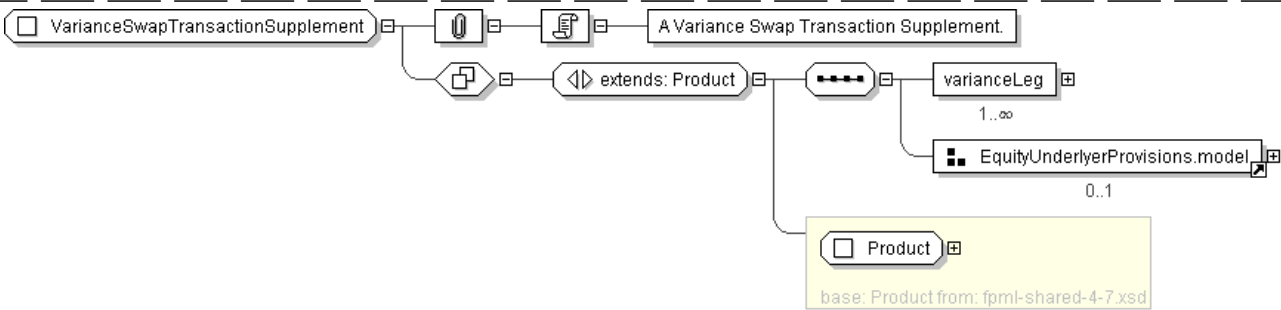 VarianceSwapTransactionSupplement
A Variance Swap Transaction Supplement.
extends: Product
varianceLeg
1..∞
EquityUnderlyerProvisions.model
0..1
Product
base: Product from: fpml-shared-4-7.xsd